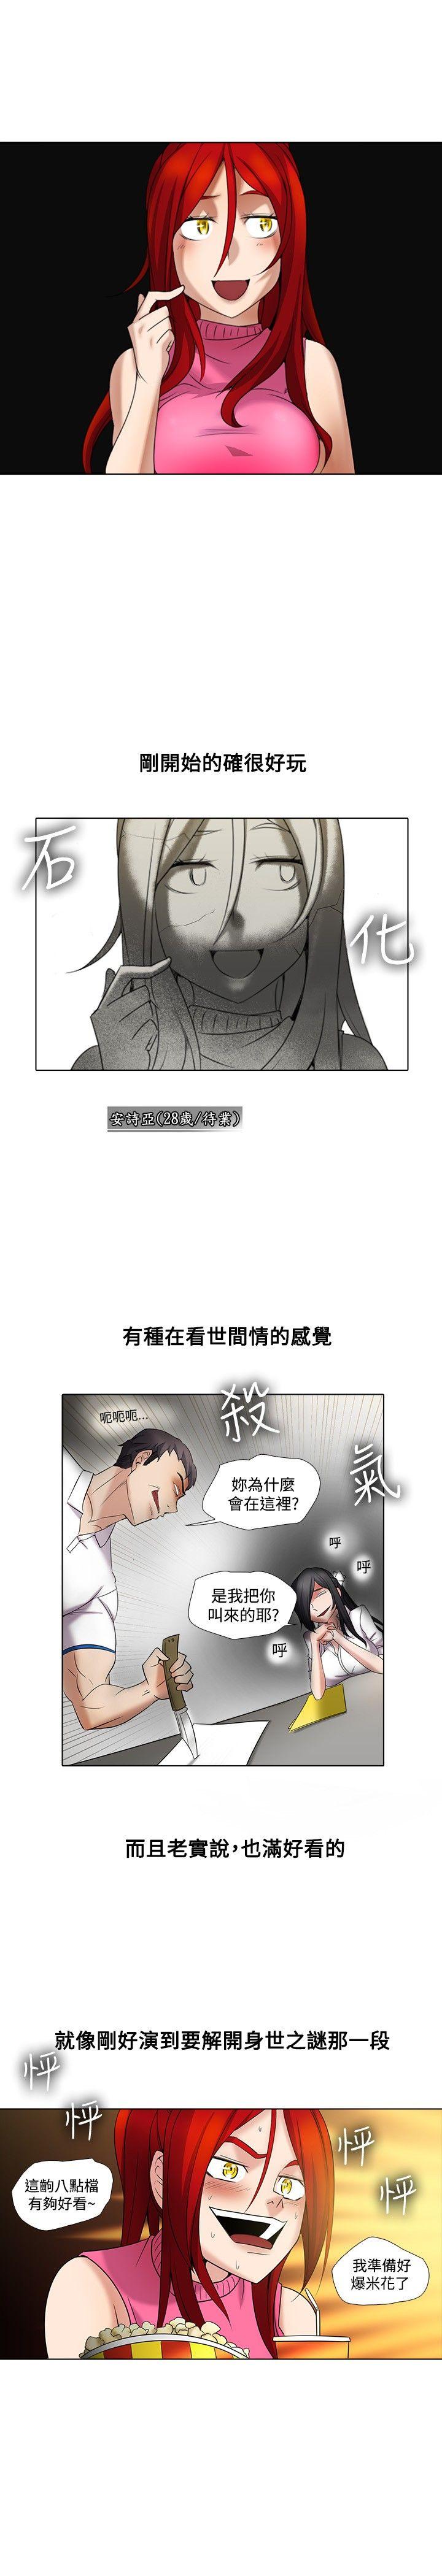 剛開始的確很好玩
石
化
安詩亞(28歲/待業)
有種在看世間情的感覺
殺
氣
呃呃呃...
妳為什麼
會在這裡?
呼
呼
是我把你
叫來的耶?
呼
而且老實說,也滿好看的
就像剛好演到要解開身世之謎那一段
怦
怦
怦
怦
這齣八點檔
有夠好看~
我準備好
爆米花了